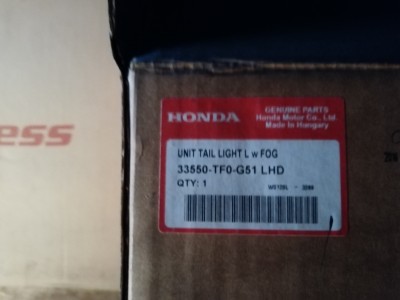 ess
HONDA
GENUINE PARTS
Honda Motor Co., Ltd.
Made in Hungary
UNIT TAIL LIGHT L w FOG
33550-TF0-G51 LHD
QTY: 1